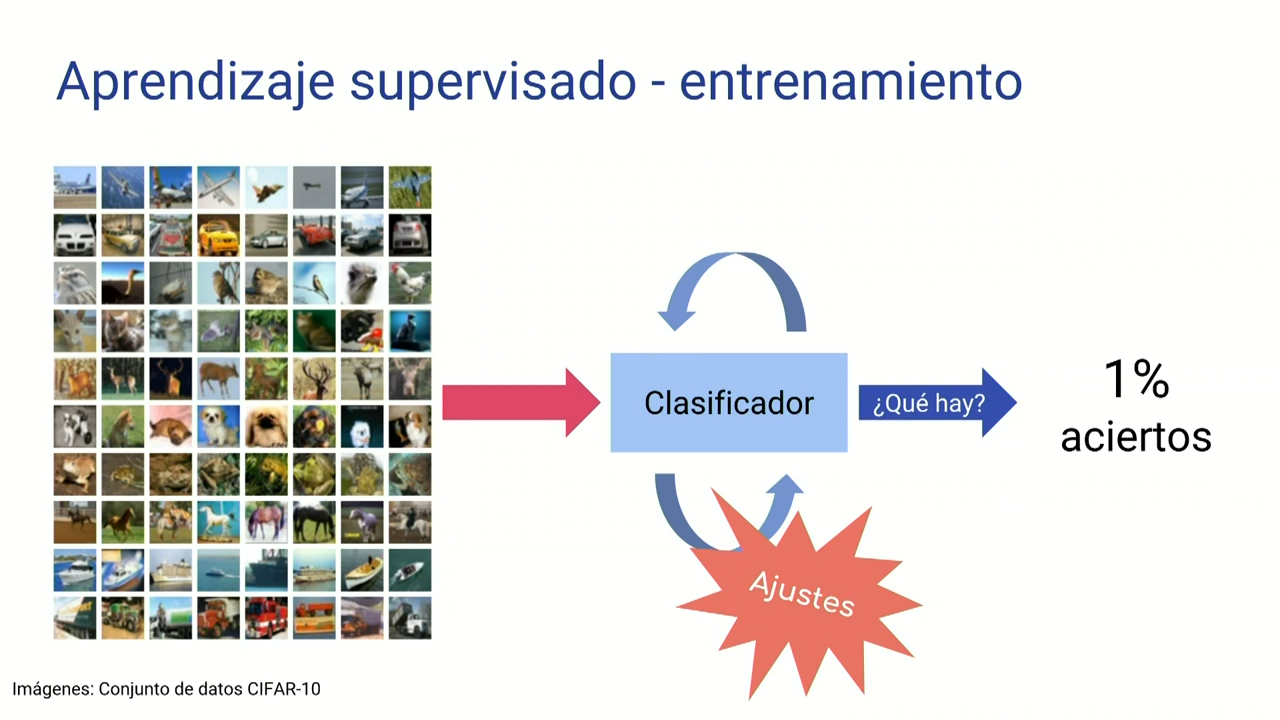 Aprendizaje supervisado - entrenamiento
Clasificador
¿Qué hay?
1%
aciertos
Ajustes
Imágenes: Conjunto de datos CIFAR-10